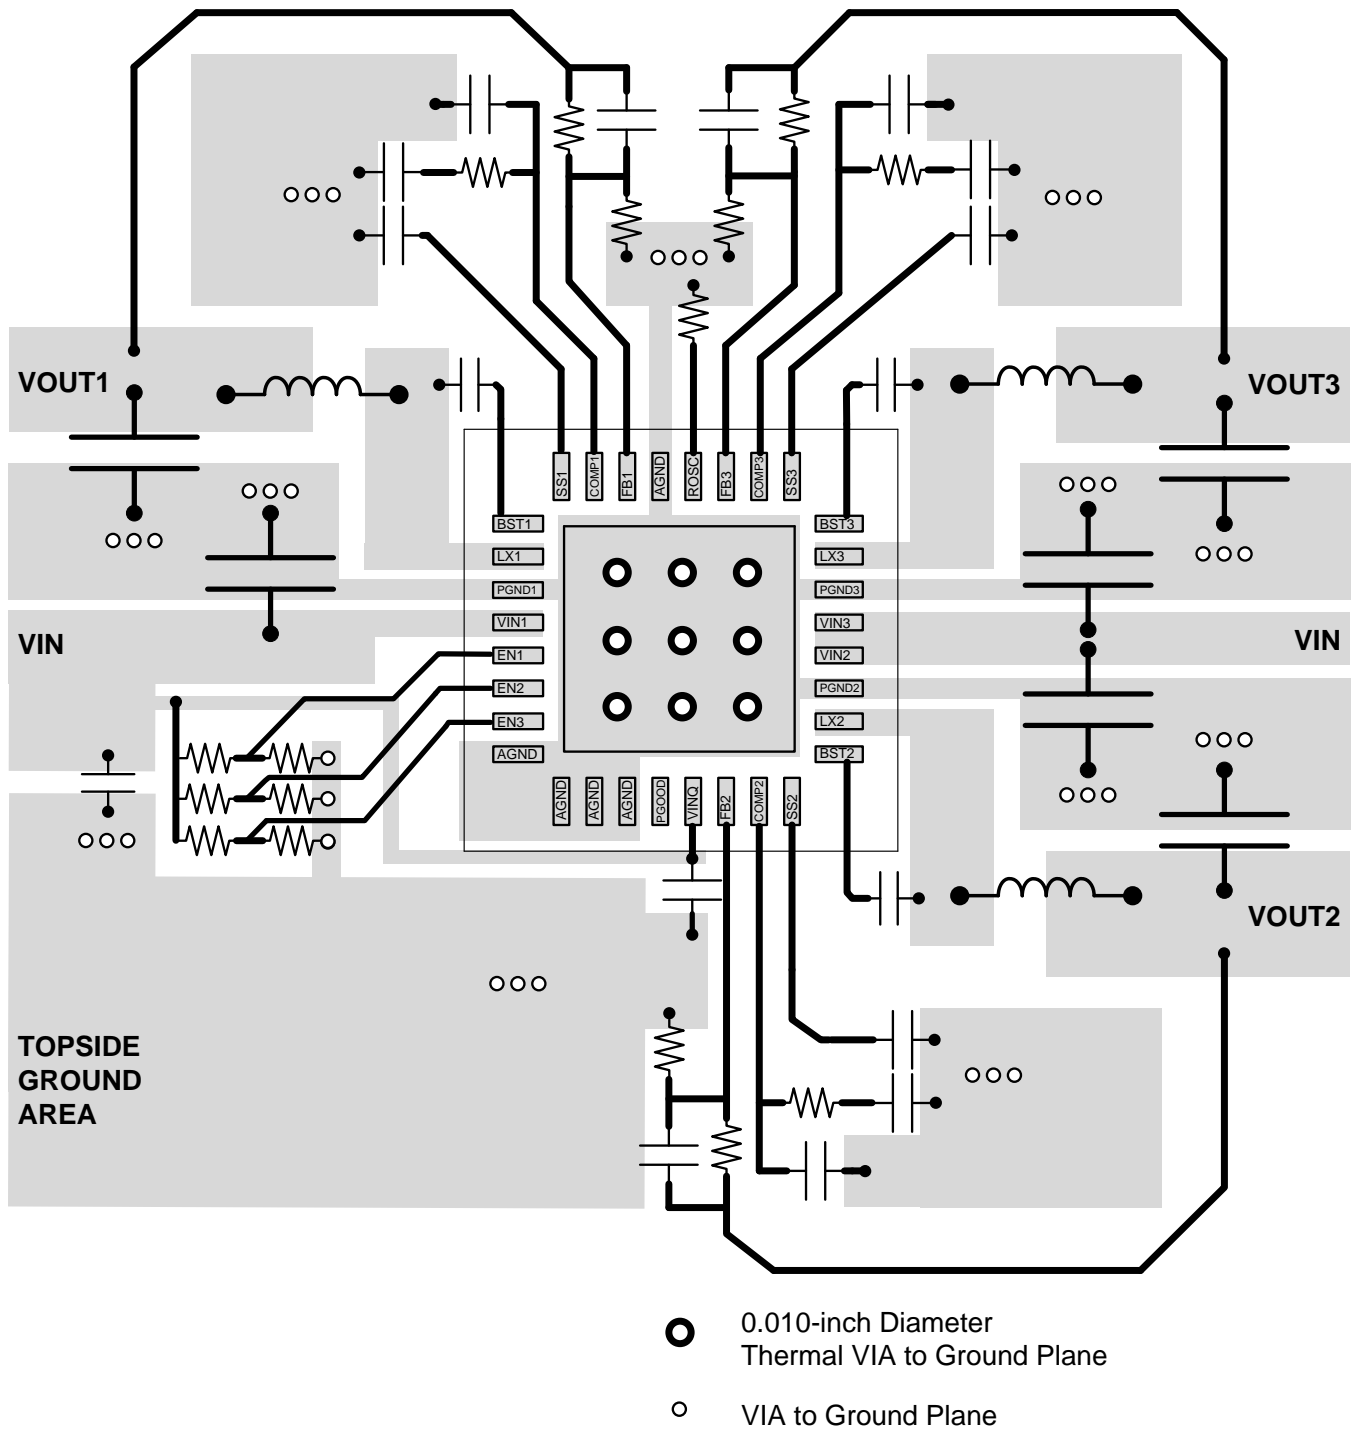 VOUT1
VOUT3
SS1
COMP1
FB1
AGND
ROSC
FB3
COMP3
SS3
BST1
BST3
LX1
LX3
PGND1
PGND3
VIN1
VIN3
VIN
VIN
EN1
VIN2
EN2
PGND2
EN3
LX2
AGND
BST2
AGND
AGND
AGND
PGOOD
VINQ
FB2
COMP2
SS2
VOUT2
TOPSIDE
GROUND
AREA
0.010-inch Diameter
Thermal VIA to Ground Plane
VIA to Ground Plane